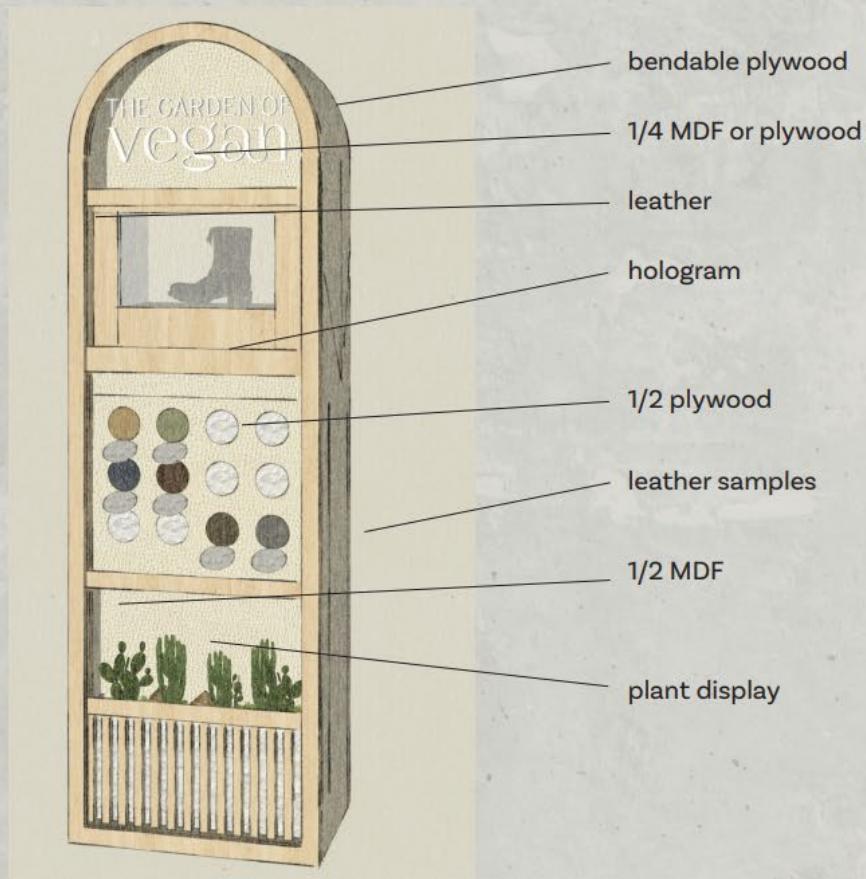 THE GARDEN OF
vegan
bendable plywood
1/4 MDF or plywood
leather
hologram
1/2 plywood
leather samples
1/2 MDF
plant display